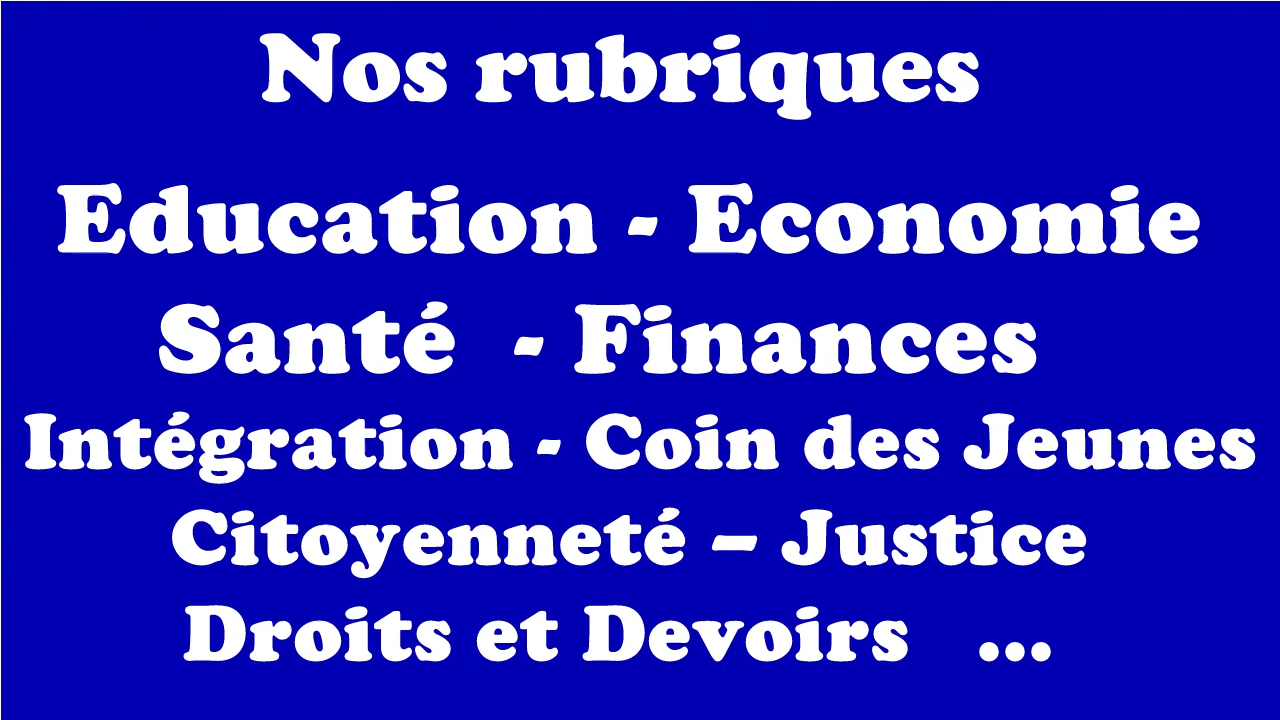 Nos rubriques
Education - Economie
Santé - Finances
Intégration - Coin des Jeunes
Citoyenneté – Justice
Droits et Devoirs ...